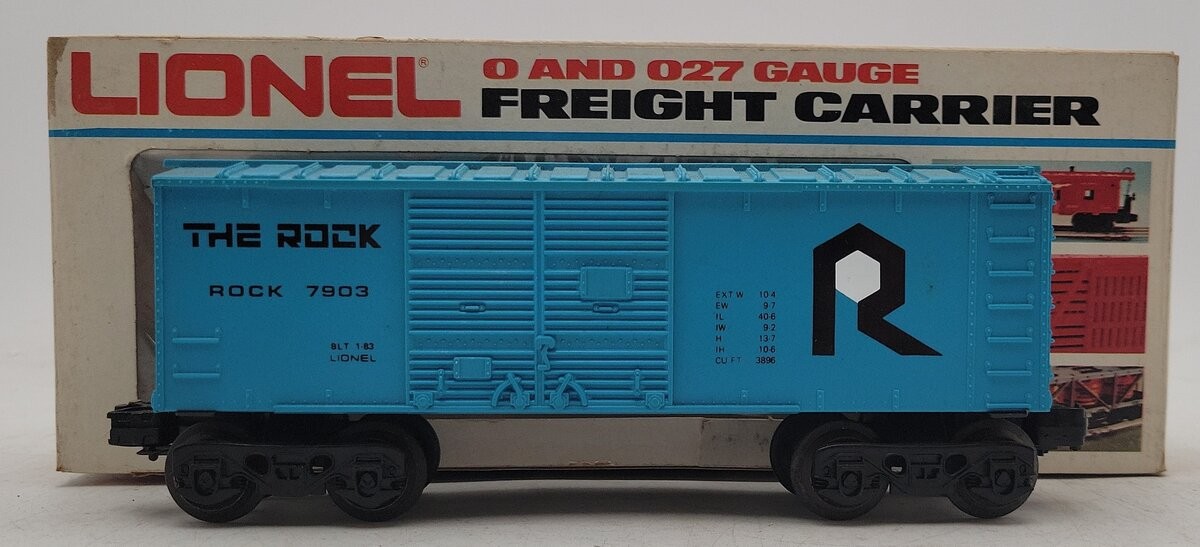 LIONEL®
O AND O27 GAUGE
FREIGHT CARRIER
THE ROCK
ROCK 7903
BLT 1-83
LIONEL
EXT W 10-4
EW 9-7
IL 40-6
IW 9-2
H 13-7
IH 10-6
CU FT 3896
R